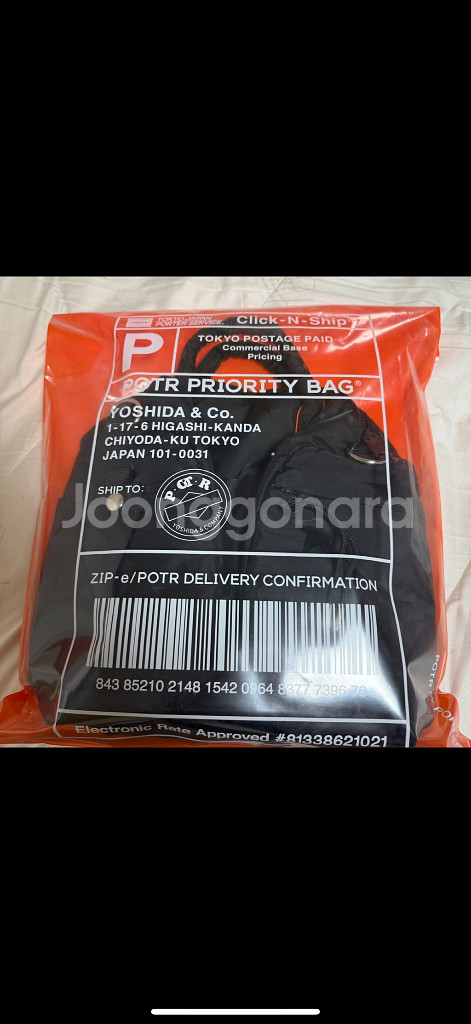 TOKYO JAPAN
PORTER SERVICE.
Click-N-Ship
P
TOKYO POSTAGE PAID
Commercial Base
Pricing
POTR PRIORITY BAG®
YOSHIDA & Co.
1-17-6 HIGASHI-KANDA
CHIYODA-KU TOKYO
JAPAN 101-0031
SHIP TO:
POTR
YOSHIDA & COMPANY
Joonggonara
ZIP-e/POTR DELIVERY CONFIRMATION
843 85210 2148 1542 0964 8377 7396 76
Electronic Rate Approved #81338621021
POTR